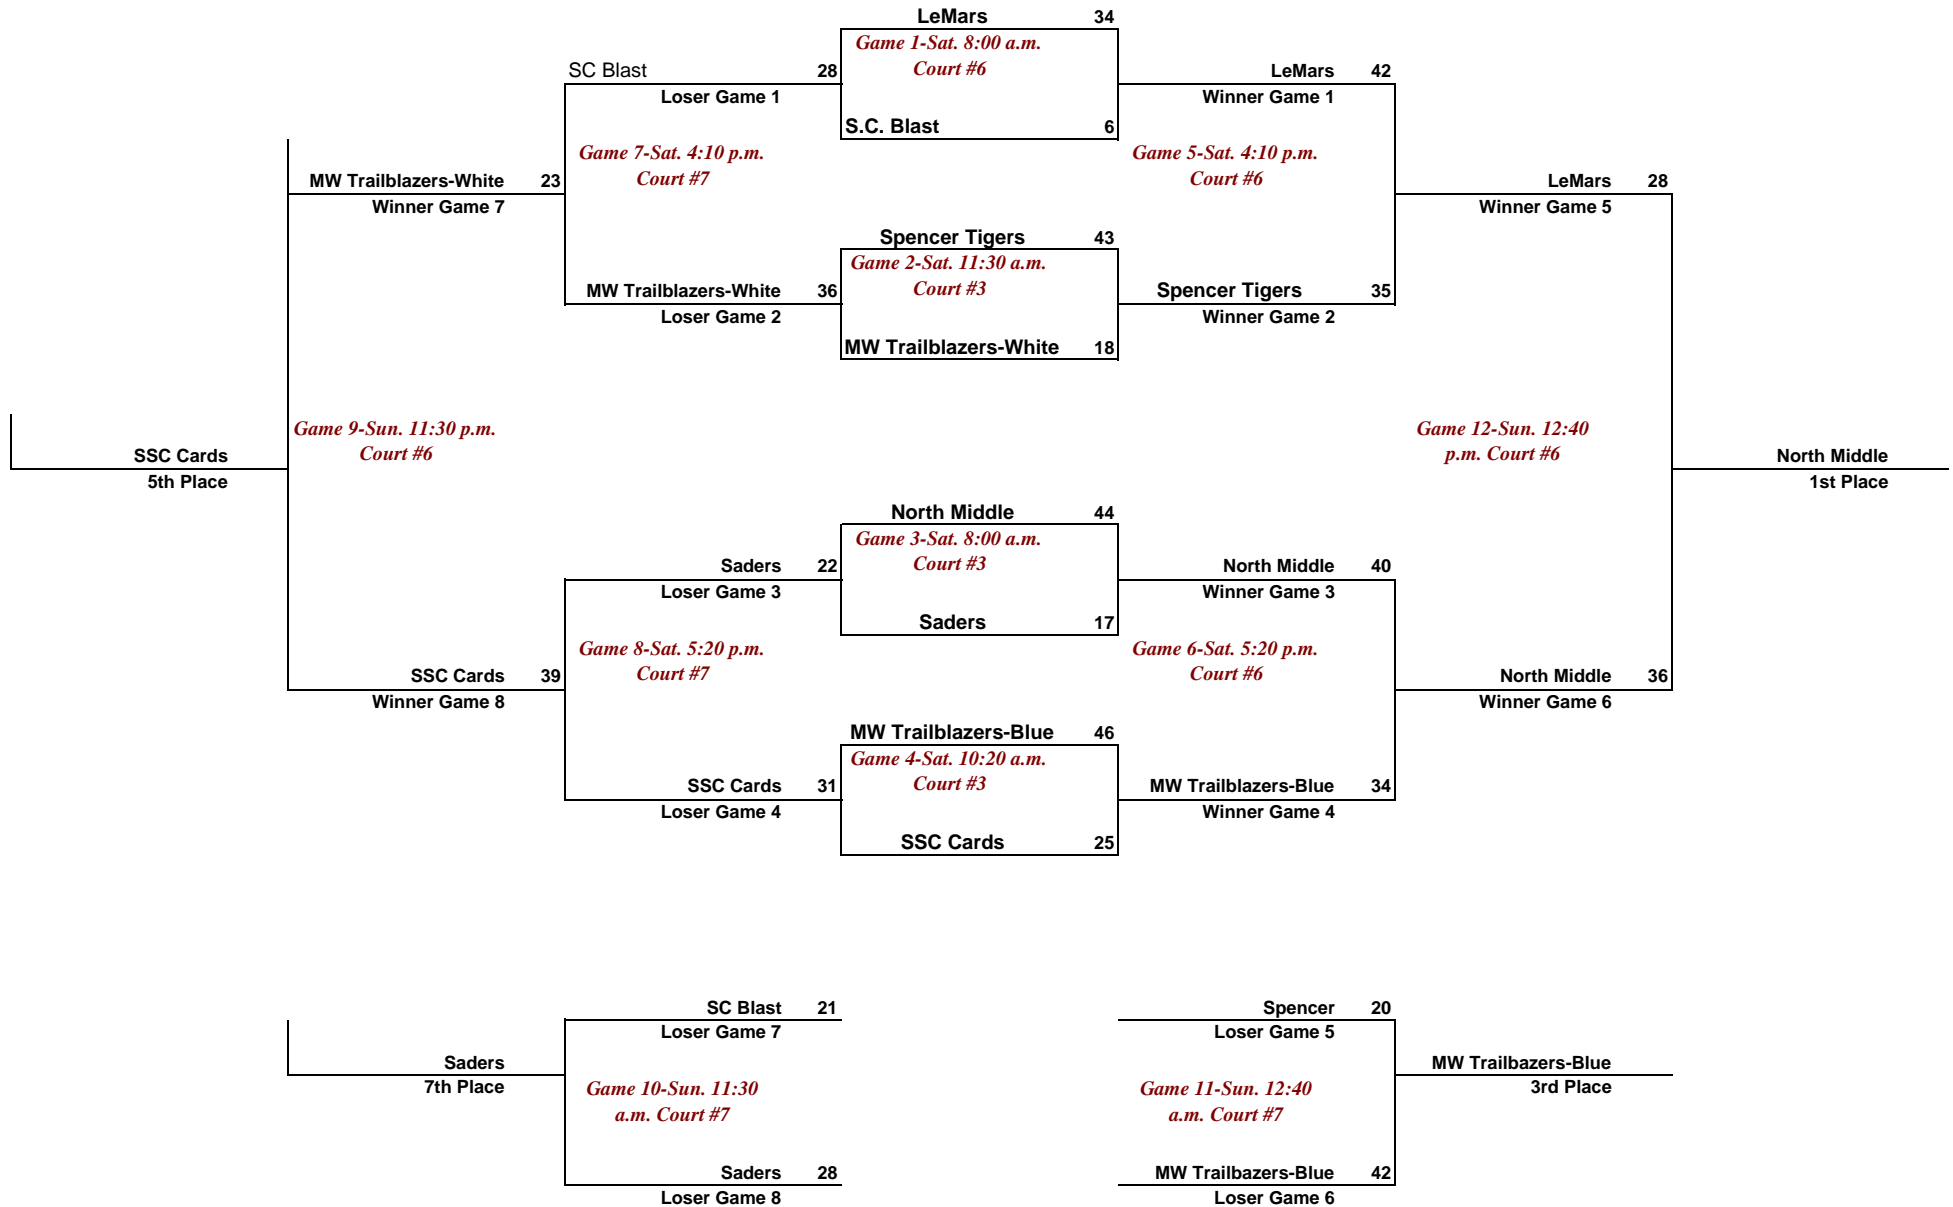 LeMars 34
Game 1-Sat. 8:00 a.m.
Court #6
SC Blast 28
LeMars 42
Loser Game 1
Winner Game 1
S.C. Blast 6
Game 7-Sat. 4:10 p.m.
Court #7
Game 5-Sat. 4:10 p.m.
Court #6
MW Trailblazers-White 23
LeMars 28
Winner Game 7
Winner Game 5
Spencer Tigers 43
Game 2-Sat. 11:30 a.m.
Court #3
MW Trailblazers-White 36
Spencer Tigers 35
Loser Game 2
Winner Game 2
MW Trailblazers-White 18
Game 9-Sun. 11:30 p.m.
Court #6
Game 12-Sun. 12:40
p.m. Court #6
SSC Cards
North Middle
5th Place
1st Place
North Middle 44
Game 3-Sat. 8:00 a.m.
Court #3
Saders 22
North Middle 40
Loser Game 3
Winner Game 3
Saders 17
Game 8-Sat. 5:20 p.m.
Court #7
Game 6-Sat. 5:20 p.m.
Court #6
SSC Cards 39
North Middle 36
Winner Game 8
Winner Game 6
MW Trailblazers-Blue 46
Game 4-Sat. 10:20 a.m.
Court #3
SSC Cards 31
MW Trailblazers-Blue 34
Loser Game 4
Winner Game 4
SSC Cards 25
SC Blast 21
Spencer 20
Loser Game 7
Loser Game 5
Saders
MW Trailbazers-Blue
7th Place
3rd Place
Game 10-Sun. 11:30
a.m. Court #7
Game 11-Sun. 12:40
a.m. Court #7
Saders 28
MW Trailbazers-Blue 42
Loser Game 8
Loser Game 6